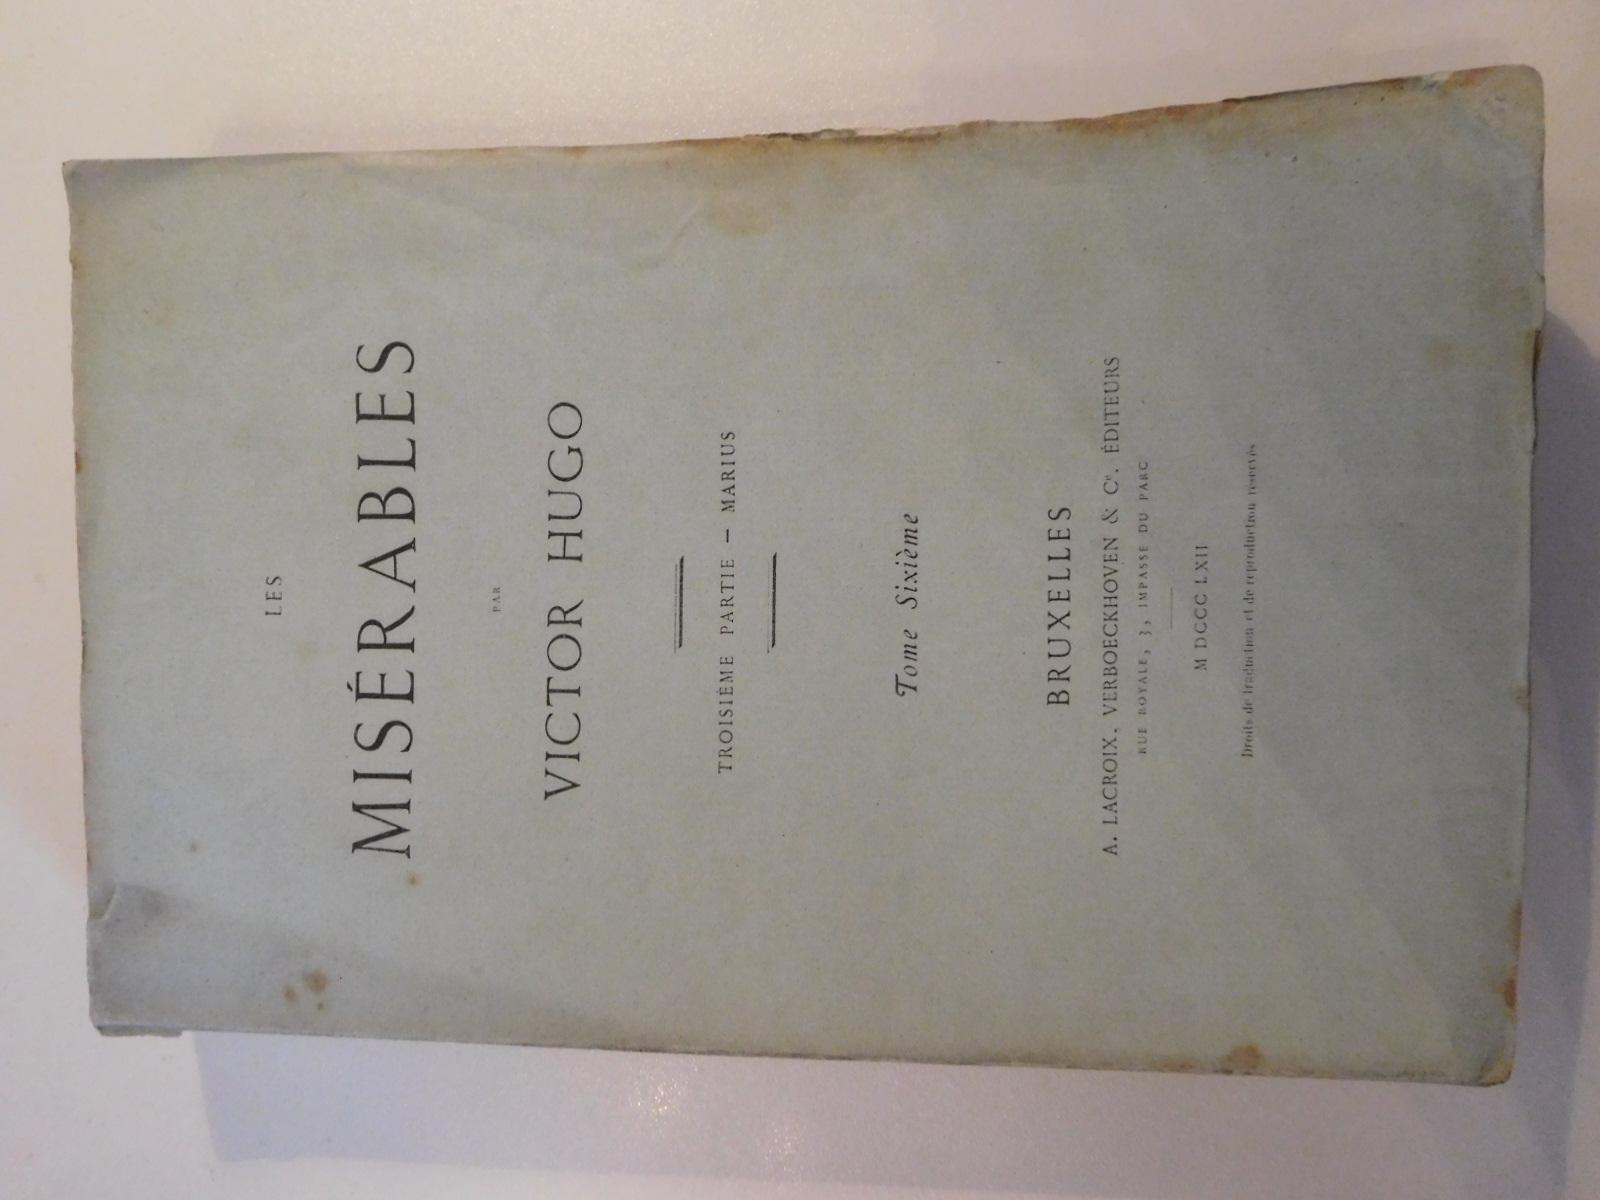 LES
MISÉRABLES
PAR
VICTOR HUGO
TROISIÈME PARTIE — MARIUS
Tome Sixième
BRUXELLES
A. LACROIX, VERBOECKHOVEN & Cᵉ, ÉDITEURS
RUE ROYALE, 3, IMPASSE DU PARC
M DCCC LXII
Droits de traduction et de reproduction réservés